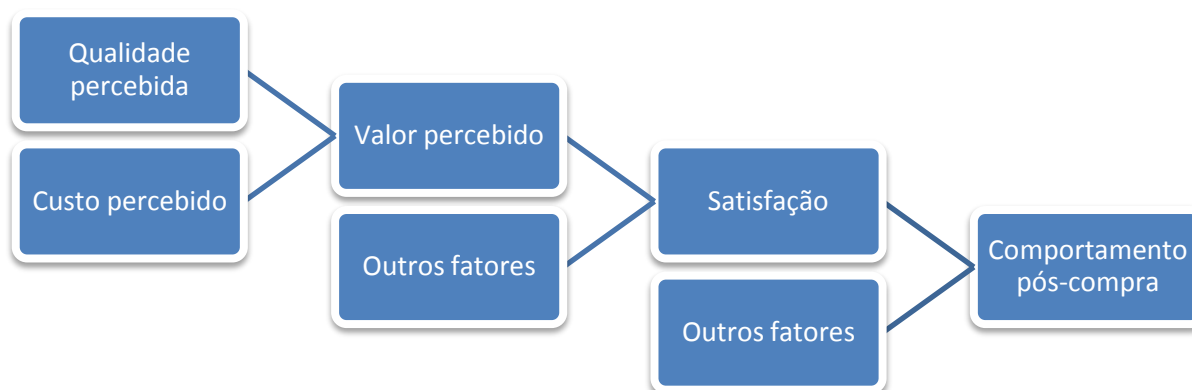 Qualidade
percebida
Custo percebido
Valor percebido
Outros fatores
Satisfação
Outros fatores
Comportamento
pós-compra